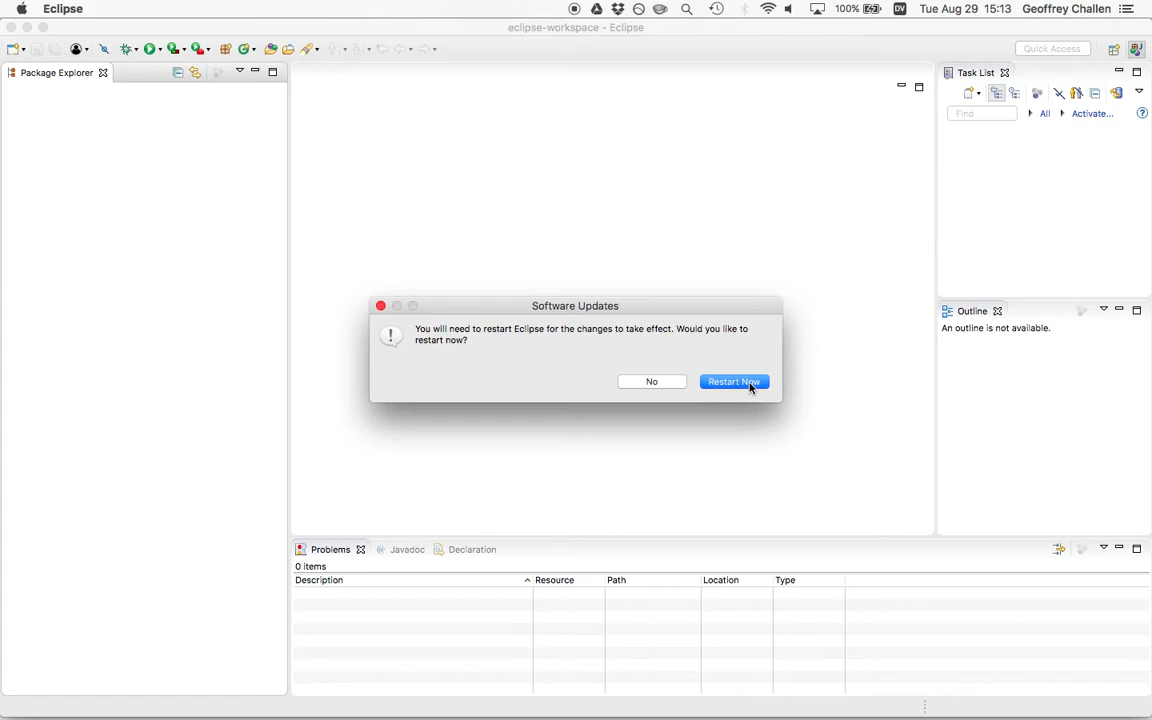 Eclipse
100%
DV
Tue Aug 29 15:13
Geoffrey Challen
eclipse-workspace - Eclipse
Quick Access
Package Explorer
Task List
Find
All
Activate...
Software Updates
You will need to restart Eclipse for the changes to take effect. Would you like to
restart now?
No
Restart Now
Outline
An outline is not available.
Problems
@ Javadoc
Declaration
0 items
Description
Resource
Path
Location
Type